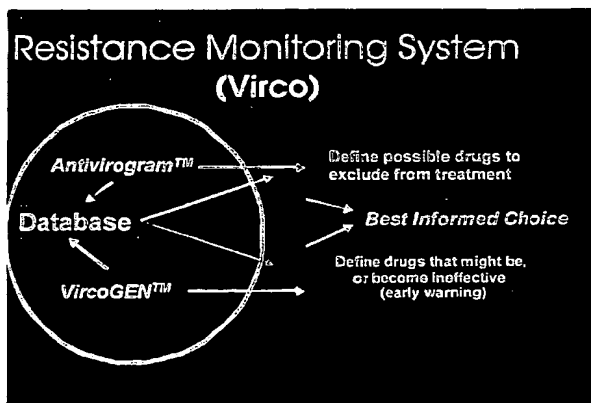 Resistance Monitoring System
(Virco)
Antivirogram™
Define possible drugs to
exclude from treatment
Database
Best Informed Choice
VircoGEN™
Define drugs that might be,
or become ineffective
(early warning)